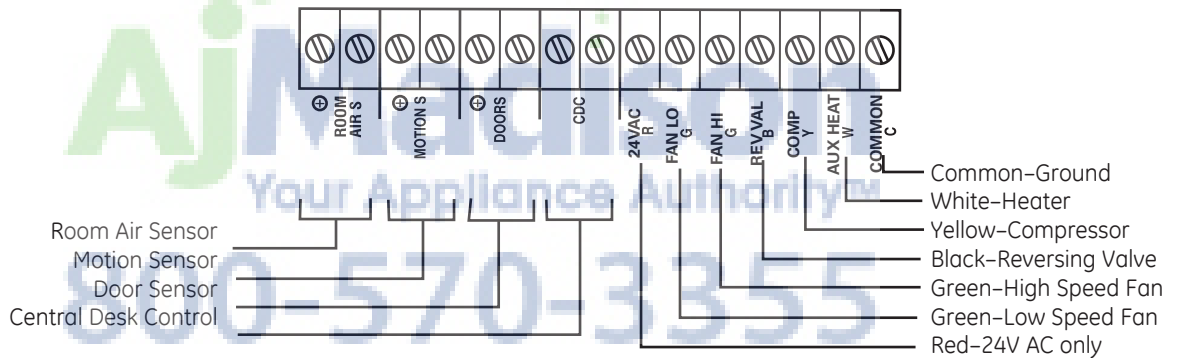 ⊕ ROOM AIR S
⊕ MOTION S
⊕ DOORS
CDC
24VAC R
FAN LO G
FAN HI G
REV VAL B
COMP Y
AUX HEAT W
COMMON C
AjMadison
Your Appliance Authority™
800-570-3355
Room Air Sensor
Motion Sensor
Door Sensor
Central Desk Control
Common–Ground
White–Heater
Yellow–Compressor
Black–Reversing Valve
Green–High Speed Fan
Green–Low Speed Fan
Red–24V AC only